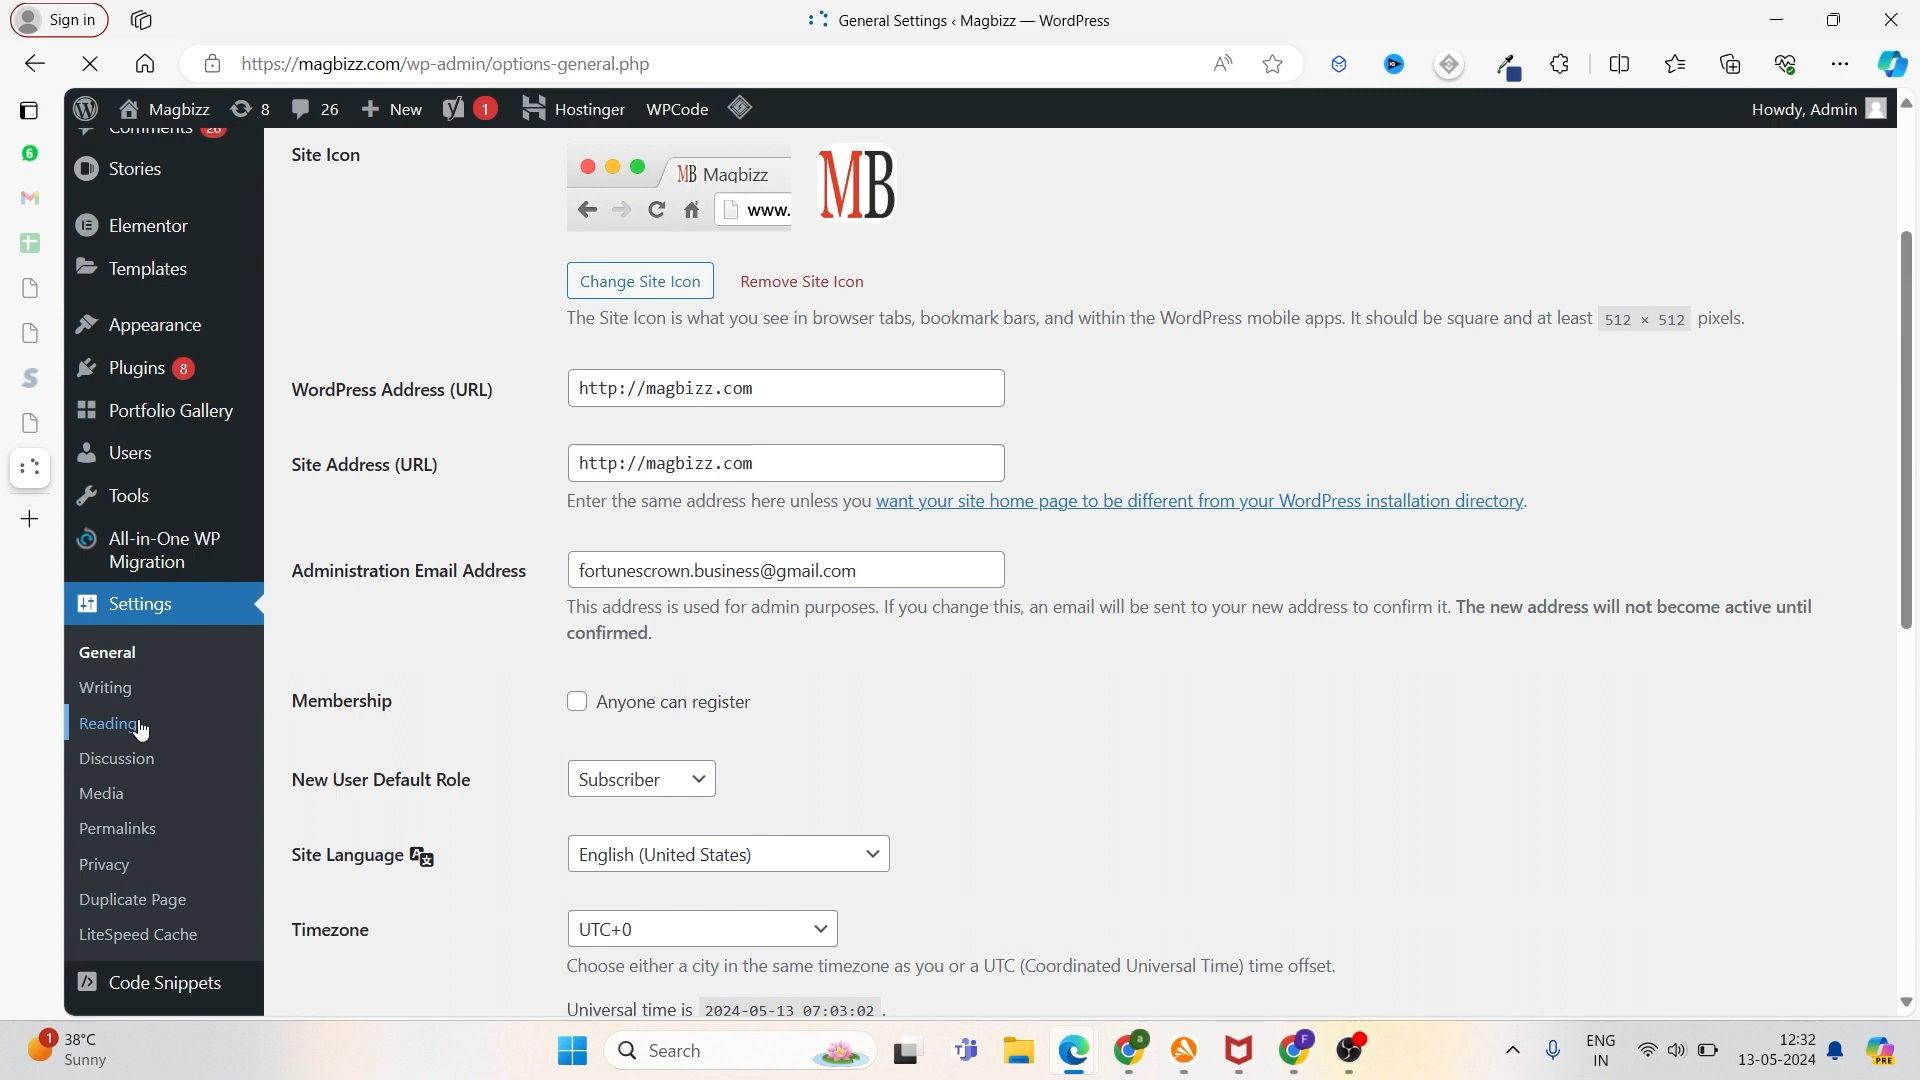 Sign in
General Settings ‹ Magbizz — WordPress
https://magbizz.com/wp-admin/options-general.php
Magbizz 8 26 New 1 Hostinger WPCode Howdy, Admin
Comments 26
Stories
Elementor
Templates
Appearance
Plugins 8
Portfolio Gallery
Users
Tools
All-in-One WP
Migration
Settings
General
Writing
Reading
Discussion
Media
Permalinks
Privacy
Duplicate Page
LiteSpeed Cache
Code Snippets
Site Icon
MB Magbizz
www.
MB
Change Site Icon Remove Site Icon
The Site Icon is what you see in browser tabs, bookmark bars, and within the WordPress mobile apps. It should be square and at least 512 × 512 pixels.
WordPress Address (URL) http://magbizz.com
Site Address (URL) http://magbizz.com
Enter the same address here unless you want your site home page to be different from your WordPress installation directory.
Administration Email Address fortunescrown.business@gmail.com
This address is used for admin purposes. If you change this, an email will be sent to your new address to confirm it. The new address will not become active until
confirmed.
Membership Anyone can register
New User Default Role Subscriber
Site Language English (United States)
Timezone UTC+0
Choose either a city in the same timezone as you or a UTC (Coordinated Universal Time) time offset.
Universal time is 2024-05-13 07:03:02 .
1 38°C
Sunny
Search
ENG
IN
12:32
13-05-2024
PRE